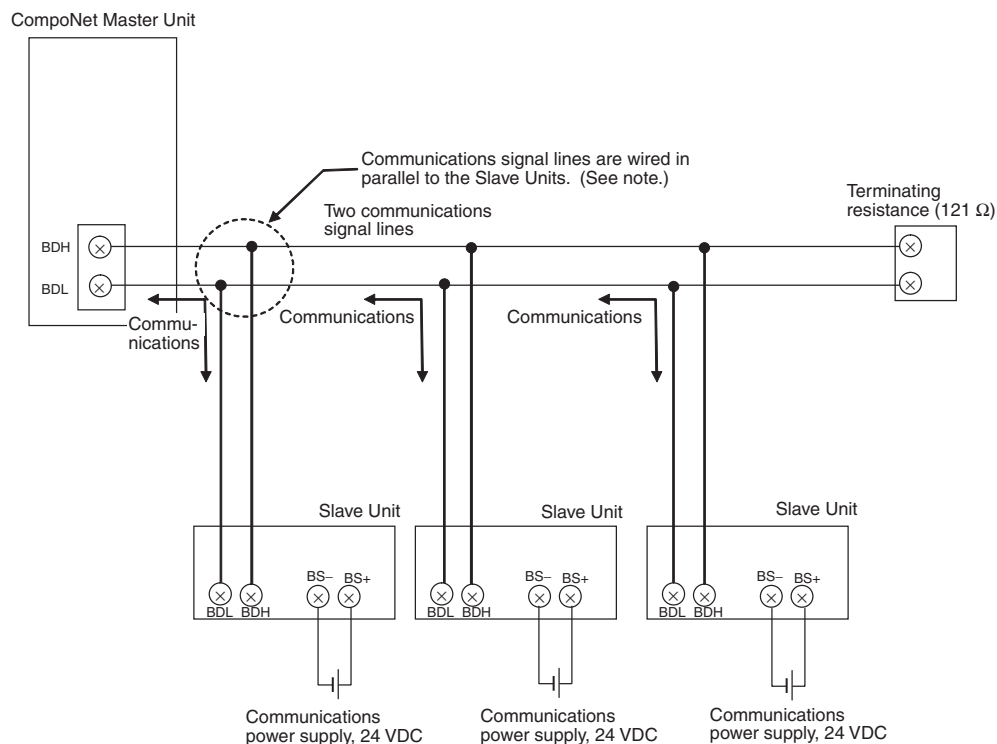 CompoNet Master Unit
Communications signal lines are wired in
parallel to the Slave Units.  (See note.)
Terminating
resistance (121 Ω)
Two communications
signal lines
BDH
BDL
Commu-
nications
Communications
Communications
Slave Unit
Slave Unit
Slave Unit
BS– BS+
BDL BDH
BS– BS+
BDL BDH
BS– BS+
BDL BDH
Communications
power supply, 24 VDC
Communications
power supply, 24 VDC
Communications
power supply, 24 VDC